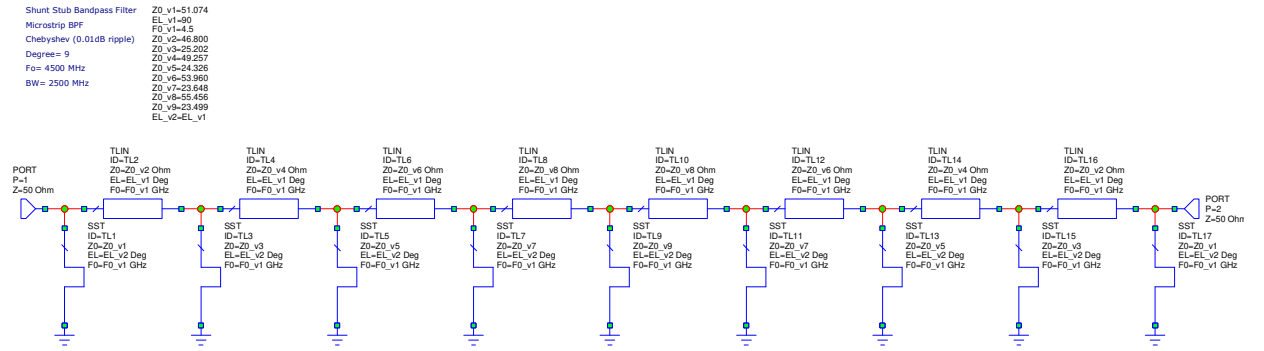 Shunt Stub Bandpass Filter
Microstrip BPF
Chebyshev (0.01dB ripple)
Degree= 9
Fo= 4500 MHz
BW= 2500 MHz
Z0_v1=51.074
EL_v1=90
F0_v1=4.5
Z0_v2=46.800
Z0_v3=25.202
Z0_v4=49.257
Z0_v5=24.326
Z0_v6=53.960
Z0_v7=23.648
Z0_v8=55.456
Z0_v9=23.499
EL_v2=EL_v1
PORT
P=1
Z=50 Ohm
TLIN
ID=TL2
Z0=Z0_v2 Ohm
EL=EL_v1 Deg
F0=F0_v1 GHz
TLIN
ID=TL4
Z0=Z0_v4 Ohm
EL=EL_v1 Deg
F0=F0_v1 GHz
TLIN
ID=TL6
Z0=Z0_v6 Ohm
EL=EL_v1 Deg
F0=F0_v1 GHz
TLIN
ID=TL8
Z0=Z0_v8 Ohm
EL=EL_v1 Deg
F0=F0_v1 GHz
TLIN
ID=TL10
Z0=Z0_v8 Ohm
EL=EL_v1 Deg
F0=F0_v1 GHz
TLIN
ID=TL12
Z0=Z0_v6 Ohm
EL=EL_v1 Deg
F0=F0_v1 GHz
TLIN
ID=TL14
Z0=Z0_v4 Ohm
EL=EL_v1 Deg
F0=F0_v1 GHz
TLIN
ID=TL16
Z0=Z0_v2 Ohm
EL=EL_v1 Deg
F0=F0_v1 GHz
PORT
P=2
Z=50 Ohm
SST
ID=TL1
Z0=Z0_v1
EL=EL_v2 Deg
F0=F0_v1 GHz
SST
ID=TL3
Z0=Z0_v3
EL=EL_v2 Deg
F0=F0_v1 GHz
SST
ID=TL5
Z0=Z0_v5
EL=EL_v2 Deg
F0=F0_v1 GHz
SST
ID=TL7
Z0=Z0_v7
EL=EL_v2 Deg
F0=F0_v1 GHz
SST
ID=TL9
Z0=Z0_v9
EL=EL_v2 Deg
F0=F0_v1 GHz
SST
ID=TL11
Z0=Z0_v7
EL=EL_v2 Deg
F0=F0_v1 GHz
SST
ID=TL13
Z0=Z0_v5
EL=EL_v2 Deg
F0=F0_v1 GHz
SST
ID=TL15
Z0=Z0_v3
EL=EL_v2 Deg
F0=F0_v1 GHz
SST
ID=TL17
Z0=Z0_v1
EL=EL_v2 Deg
F0=F0_v1 GHz